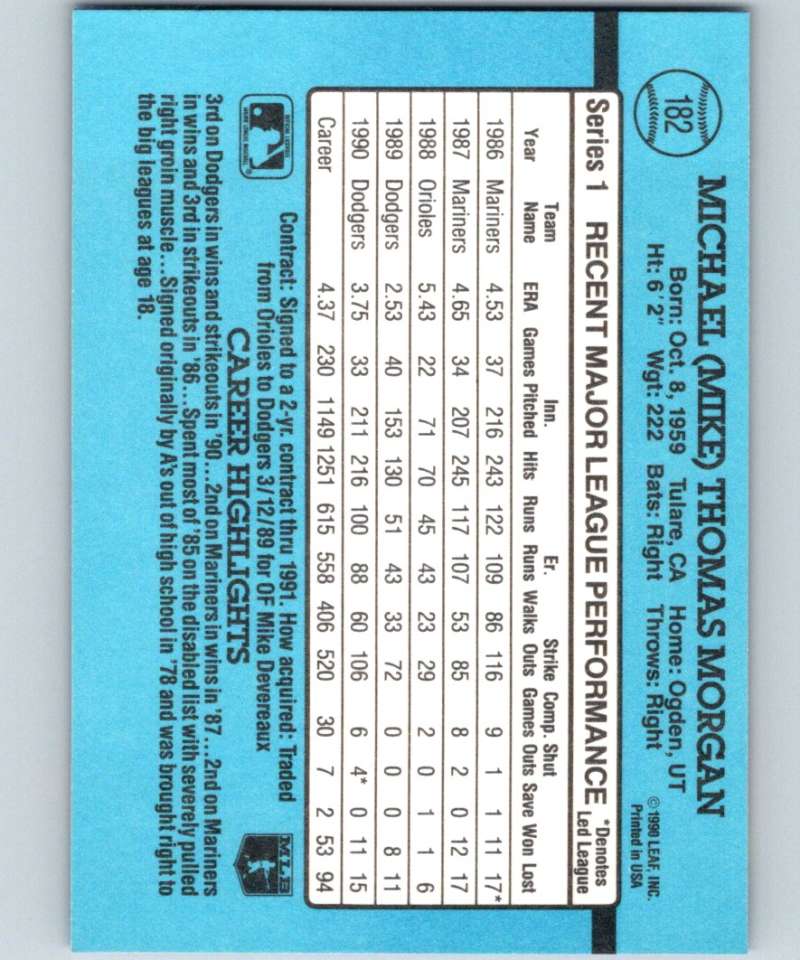 182
MICHAEL (MIKE) THOMAS MORGAN
Born: Oct. 8, 1959 Tulare, CA Home: Ogden, UT
Ht: 6'2" Wgt: 222 Bats: Right Throws: Right
© 1990 LEAF, INC.
Printed in USA
Series 1 RECENT MAJOR LEAGUE PERFORMANCE *Denotes Led League
Team Inn. Er. Strike Comp. Shut
Year Name ERA Games Pitched Hits Runs Runs Walks Outs Games Outs Save Won Lost
1986 Mariners 4.53 37 216 243 122 109 86 116 9 1 1 11 17*
1987 Mariners 4.65 34 207 245 117 107 53 85 8 2 0 12 17
1988 Orioles 5.43 22 71 70 45 43 23 29 2 0 1 1 6
1989 Dodgers 2.53 40 153 130 51 43 33 72 0 0 0 8 11
1990 Dodgers 3.75 33 211 216 100 88 60 106 6 4* 0 11 15
Career 4.37 230 1149 1251 615 558 406 520 30 7 2 53 94
Contract: Signed to a 2-yr. contract thru 1991. How acquired: Traded
from Orioles to Dodgers 3/12/89 for OF Mike Devereaux
MLB
CAREER HIGHLIGHTS
3rd on Dodgers in wins and strikeouts in '90...2nd on Mariners in wins in '87...2nd on Mariners
in wins and 3rd in strikeouts in '86...Spent most of '85 on the disabled list with severely pulled
right groin muscle...Signed originally by A's out of high school in '78 and was brought right to
the big leagues at age 18.